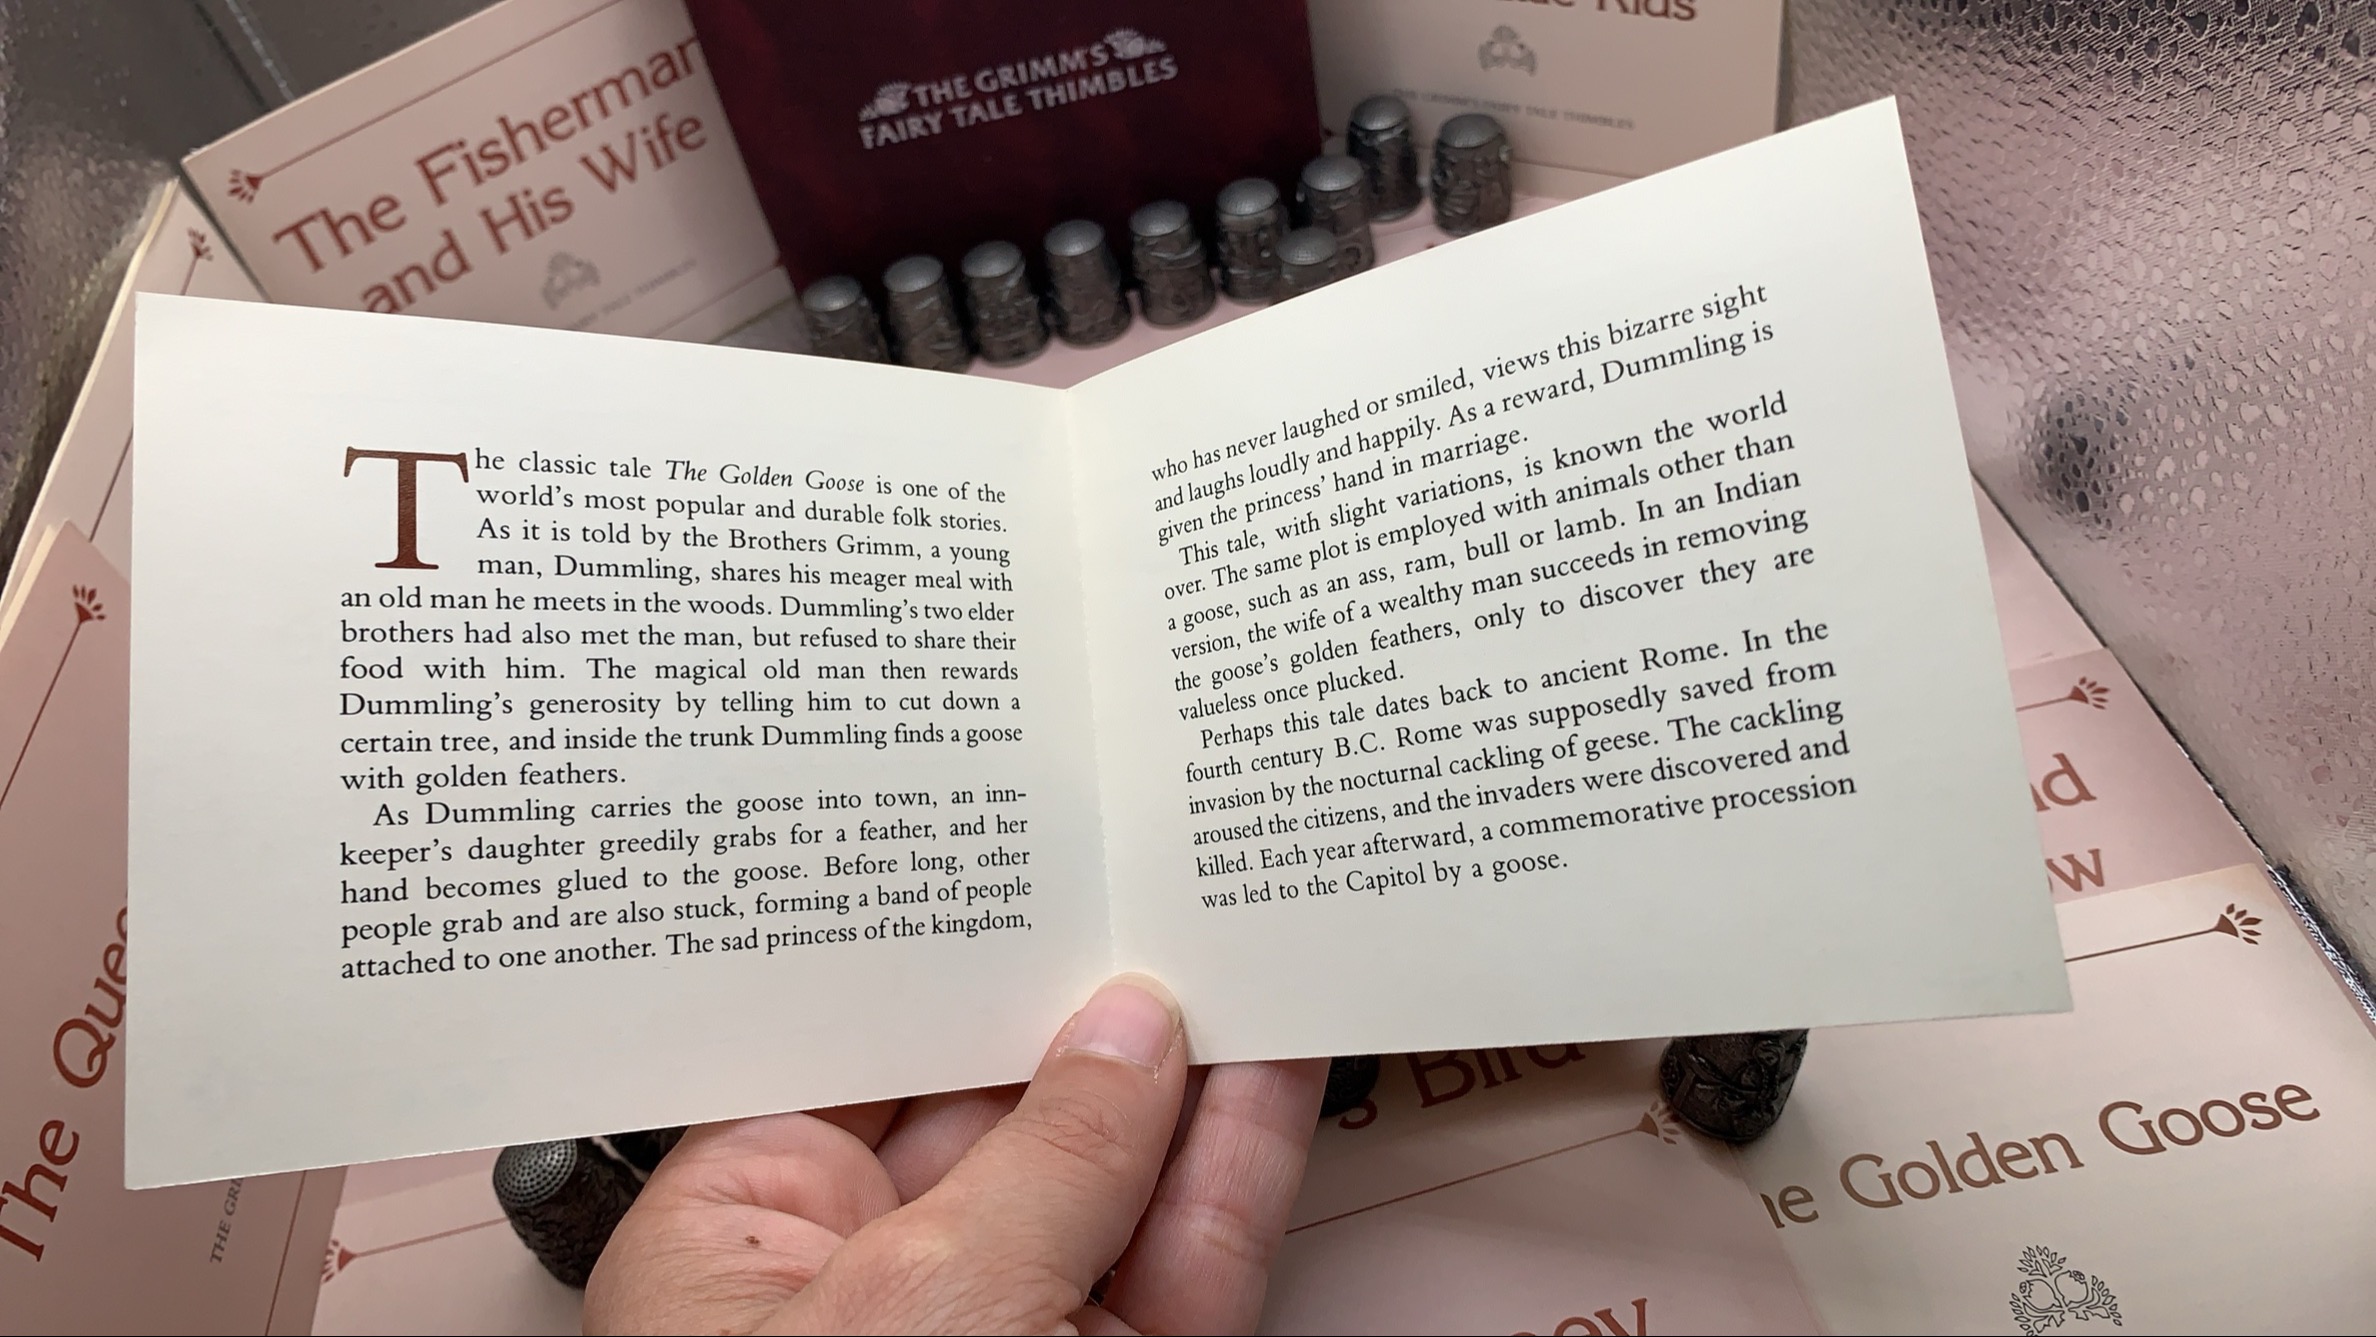 The Fisherman
and His Wife
FAIRY TALE THIMBLES
THE GRIMM'S
FAIRY TALE THIMBLES
Kids
THE GRIMM'S FAIRY TALE THIMBLES
The classic tale The Golden Goose is one of the
world's most popular and durable folk stories.
As it is told by the Brothers Grimm, a young
man, Dummling, shares his meager meal with
an old man he meets in the woods. Dummling's two elder
brothers had also met the man, but refused to share their
food with him. The magical old man then rewards
Dummling's generosity by telling him to cut down a
certain tree, and inside the trunk Dummling finds a goose
with golden feathers.
As Dummling carries the goose into town, an inn-
keeper's daughter greedily grabs for a feather, and her
hand becomes glued to the goose. Before long, other
people grab and are also stuck, forming a band of people
attached to one another. The sad princess of the kingdom,
who has never laughed or smiled, views this bizarre sight
and laughs loudly and happily. As a reward, Dummling is
given the princess' hand in marriage.
This tale, with slight variations, is known the world
over. The same plot is employed with animals other than
a goose, such as an ass, ram, bull or lamb. In an Indian
version, the wife of a wealthy man succeeds in removing
the goose's golden feathers, only to discover they are
valueless once plucked.
Perhaps this tale dates back to ancient Rome. In the
fourth century B.C. Rome was supposedly saved from
invasion by the nocturnal cackling of geese. The cackling
aroused the citizens, and the invaders were discovered and
killed. Each year afterward, a commemorative procession
was led to the Capitol by a goose.
The
THE
Bird
Golden Goose